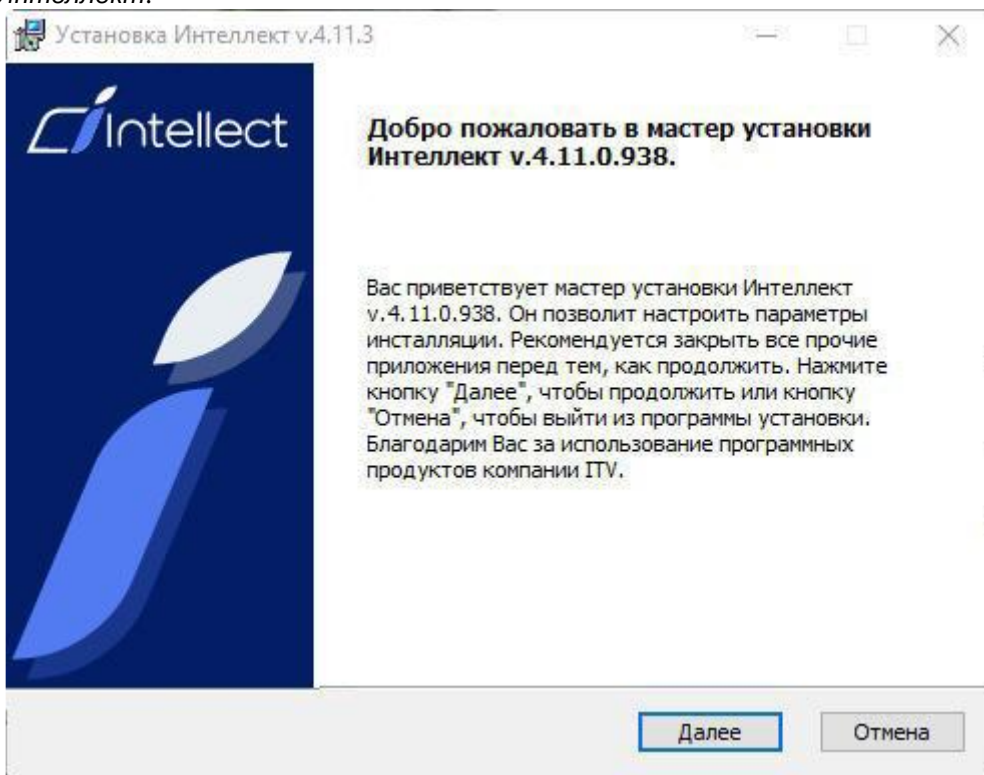 Интеллект.
Установка Интеллект v.4.11.3
Intellect
Добро пожаловать в мастер установки
Интеллект v.4.11.0.938.
Вас приветствует мастер установки Интеллект
v.4.11.0.938. Он позволит настроить параметры
инсталляции. Рекомендуется закрыть все прочие
приложения перед тем, как продолжить. Нажмите
кнопку "Далее", чтобы продолжить или кнопку
"Отмена", чтобы выйти из программы установки.
Благодарим Вас за использование программных
продуктов компании ITV.
Далее
Отмена